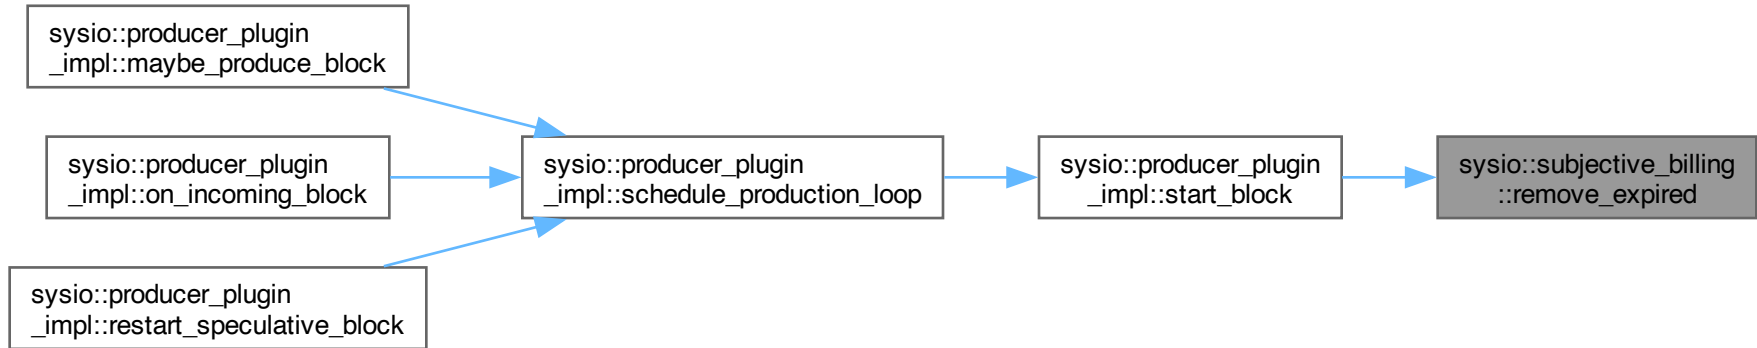 sysio::producer_plugin
_impl::maybe_produce_block
sysio::producer_plugin
_impl::on_incoming_block
sysio::producer_plugin
_impl::restart_speculative_block
sysio::producer_plugin
_impl::schedule_production_loop
sysio::producer_plugin
_impl::start_block
sysio::subjective_billing
::remove_expired